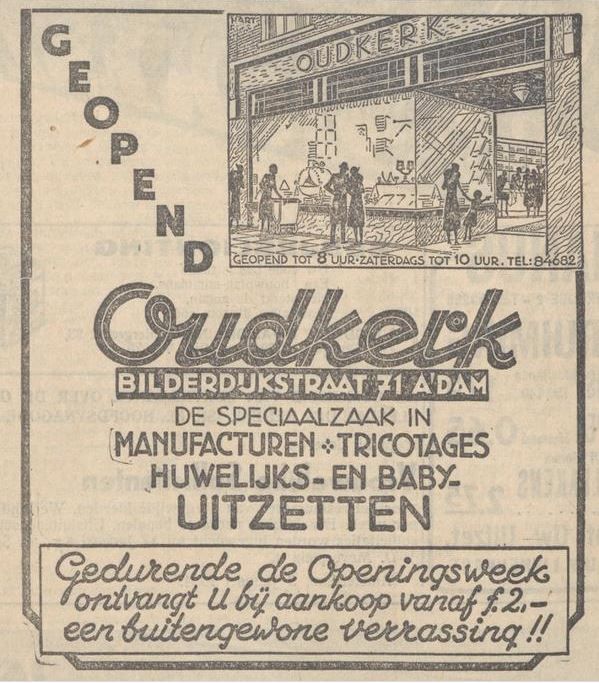 GEOPEND
HART
OUDKERK
GEOPEND TOT 8 UUR·ZATERDAGS TOT 10 UUR. TEL: 84682
Oudkerk
BILDERDIJKSTRAAT 71 A'DAM
DE SPECIAALZAAK IN
MANUFACTUREN + TRICOTAGES
HUWELIJKS- EN BABY-
UITZETTEN
Gedurende de Openingsweek
ontvangt U bij aankoop vanaf f. 2,-
een buitengewone verrassing !!